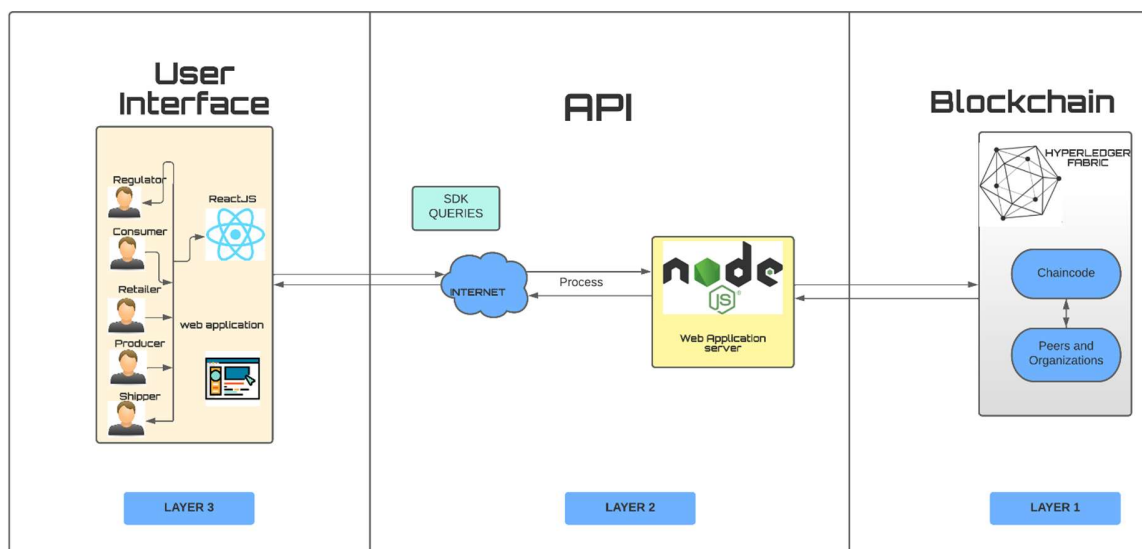 User
Interface
Regulator
ReactJS
Consumer
Retailer
web application
Producer
Shipper
LAYER 3
API
SDK
QUERIES
INTERNET
Process
node
JS
®
Web Application
server
LAYER 2
Blockchain
HYPERLEDGER
FABRIC
Chaincode
Peers and
Organizations
LAYER 1